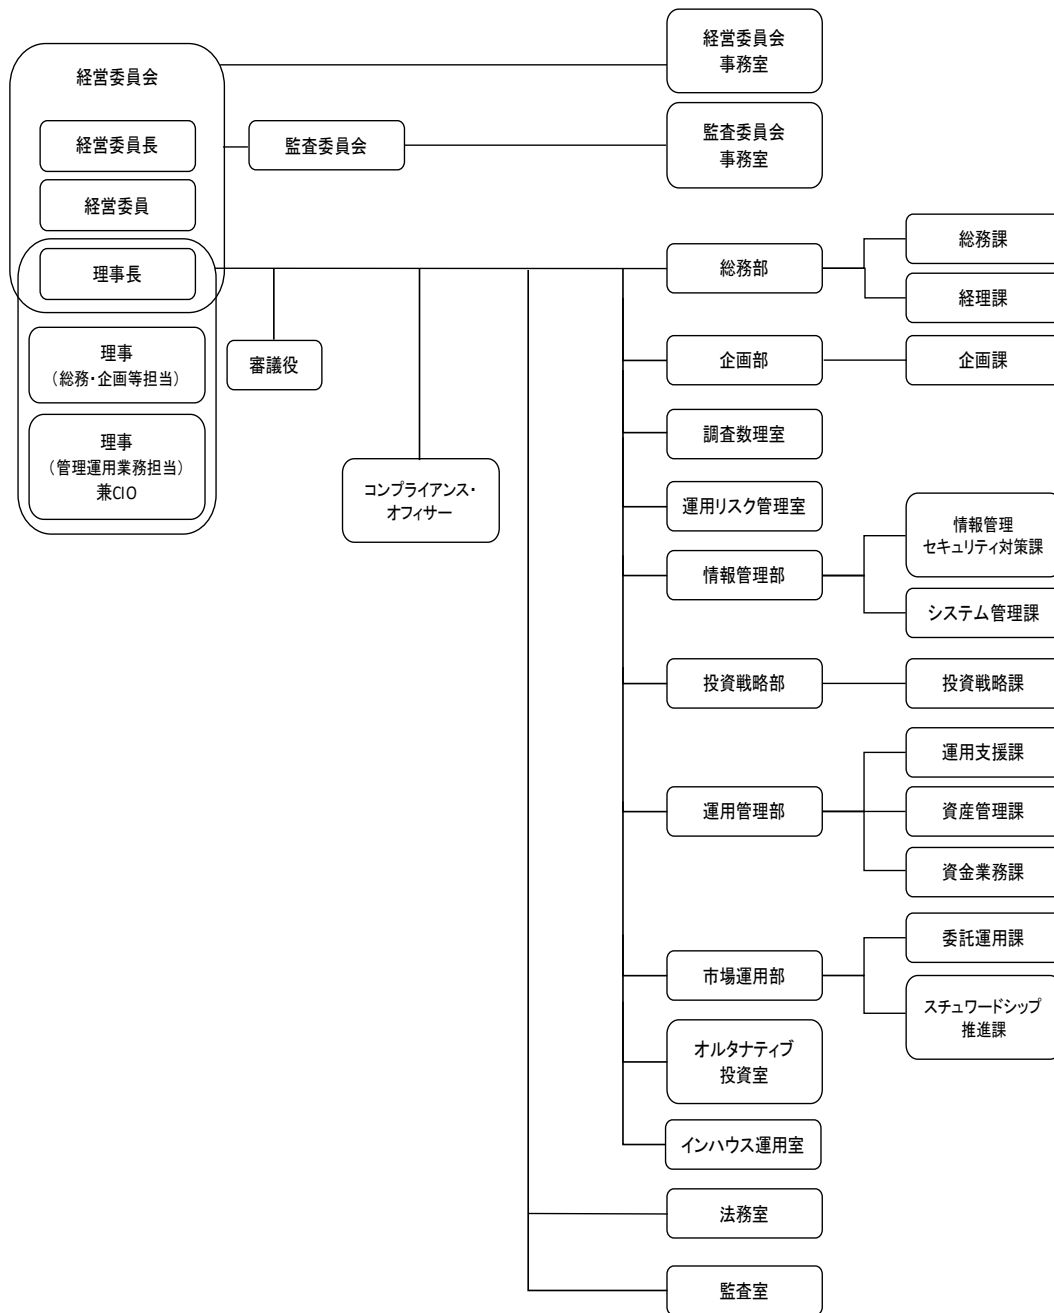 経営委員会
経営委員長
経営委員
理事長
理事
（総務・企画等担当）
理事
（管理運用業務担当）
兼CIO
監査委員会
審議役
コンプライアンス・
オフィサー
経営委員会
事務室
監査委員会
事務室
総務部
総務課
経理課
企画部
企画課
調査数理室
運用リスク管理室
情報管理部
情報管理
セキュリティ対策課
システム管理課
投資戦略部
投資戦略課
運用管理部
運用支援課
資産管理課
資金業務課
市場運用部
委託運用課
スチュワードシップ
推進課
オルタナティブ
投資室
インハウス運用室
法務室
監査室